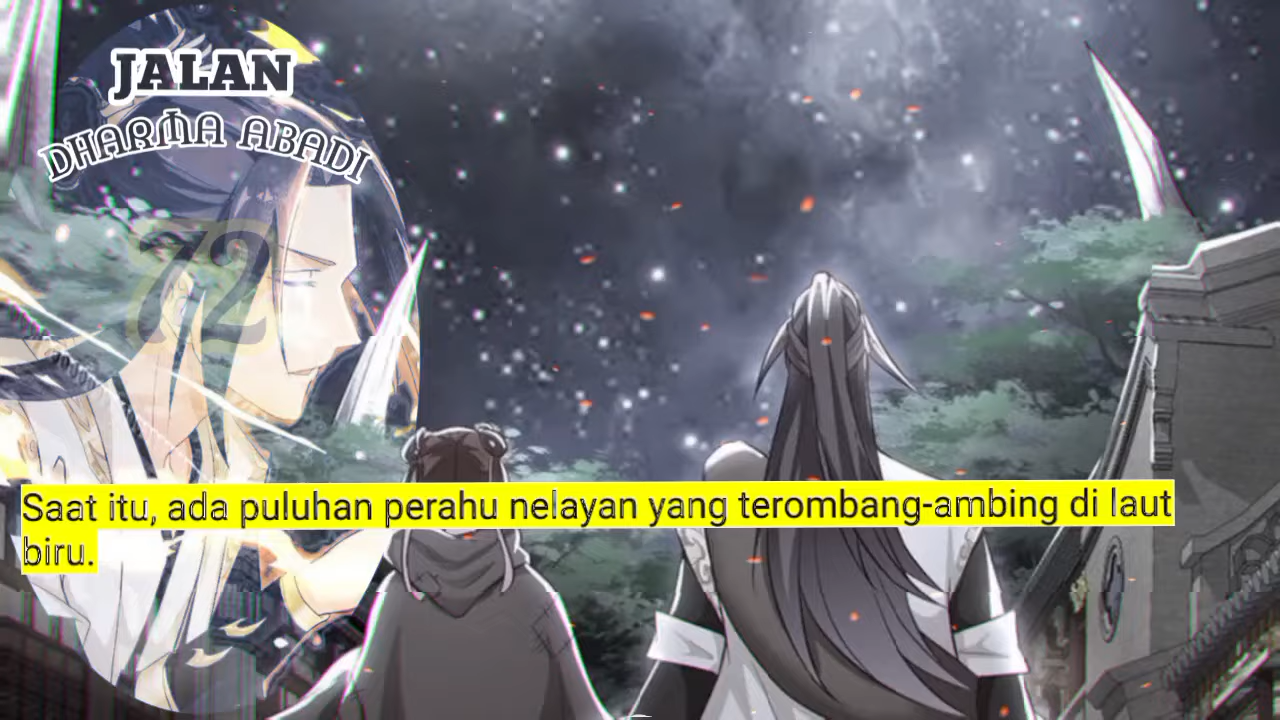 JALAN
DHARMA ABADI
72
Saat itu, ada puluhan perahu nelayan yang terombang-ambing di laut
biru.